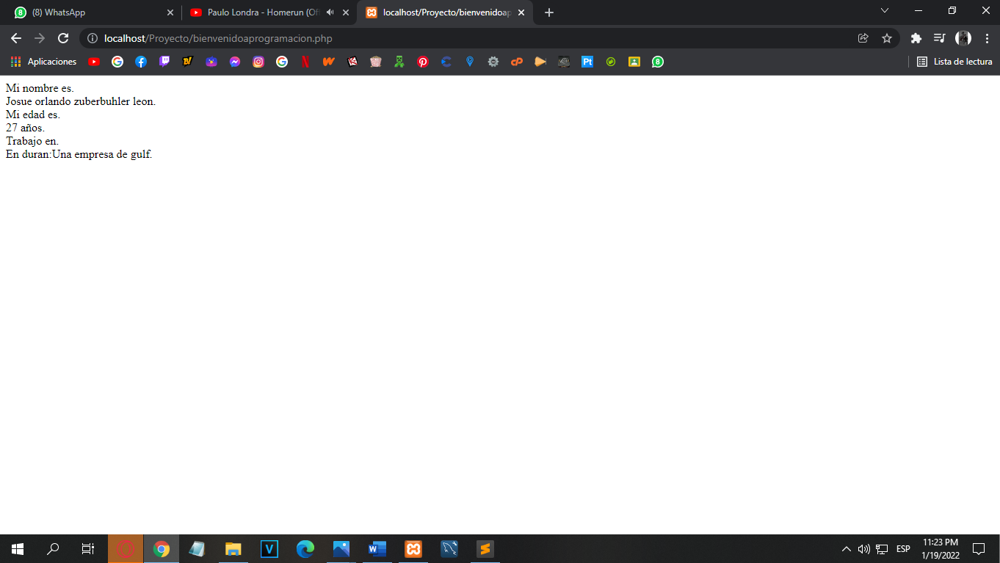 (8) WhatsApp
Paulo Londra - Homerun (Of
localhost/Proyecto/bienvenidoap
localhost/Proyecto/bienvenidoaprogramacion.php
Aplicaciones
Lista de lectura
Mi nombre es.
Josue orlando zuberbuhler leon.
Mi edad es.
27 años.
Trabajo en.
En duran:Una empresa de gulf.
ESP
11:23 PM
1/19/2022